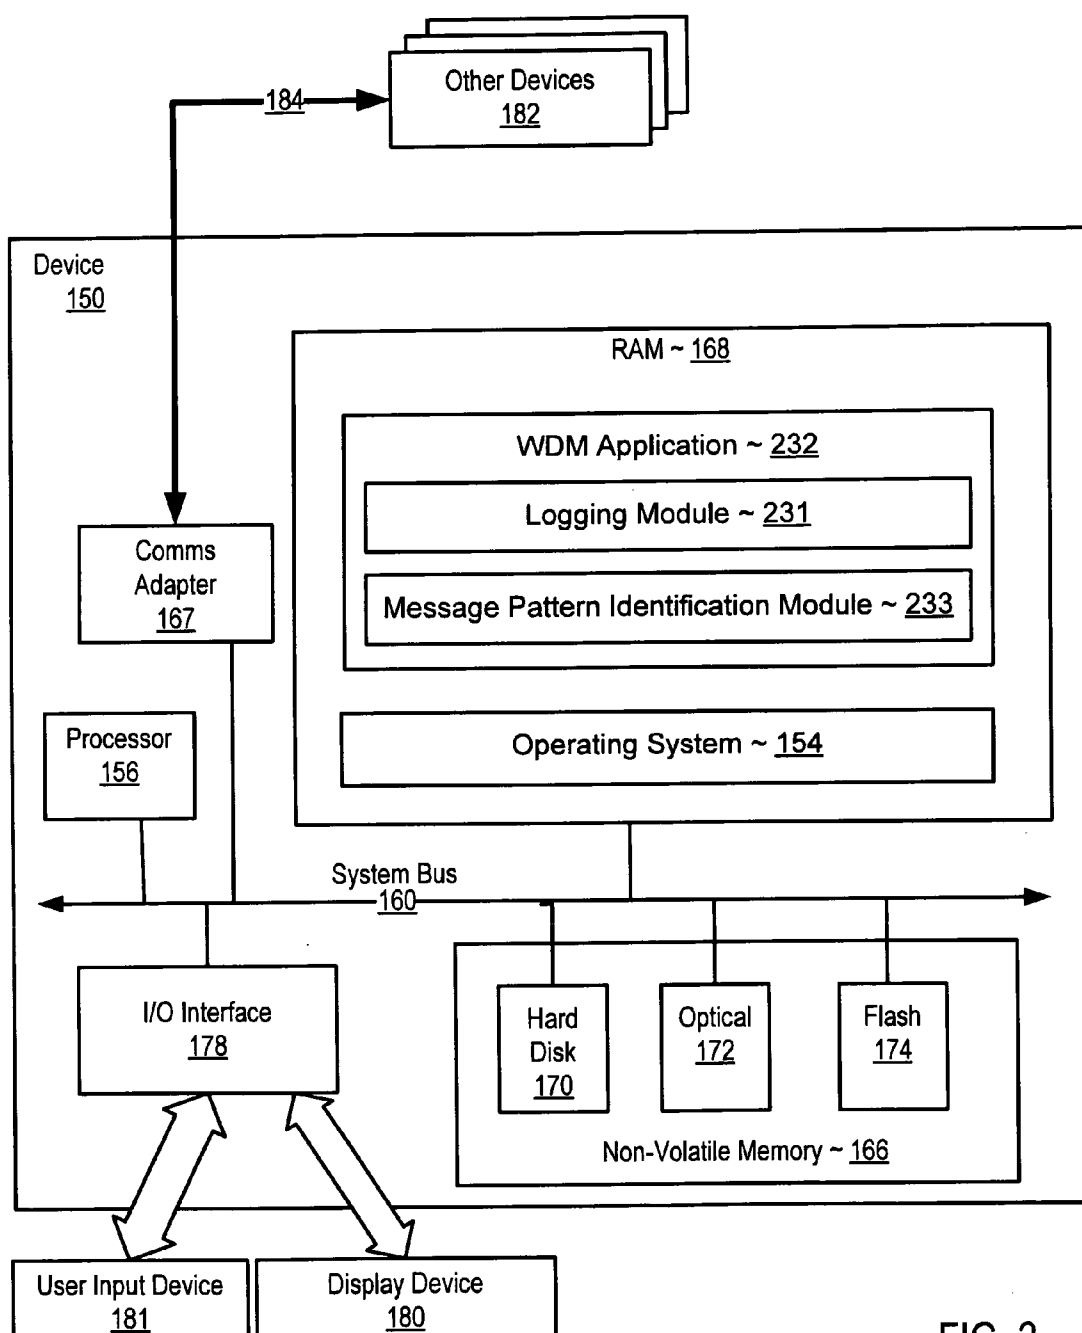 Other Devices
182
184
Device
150
RAM ~ 168
WDM Application ~ 232
Logging Module ~ 231
Message Pattern Identification Module ~ 233
Operating System ~ 154
Comms
Adapter
167
Processor
156
System Bus
160
I/O Interface
178
Hard
Disk
170
Optical
172
Flash
174
Non-Volatile Memory ~ 166
User Input Device
181
Display Device
180
FIG. 2